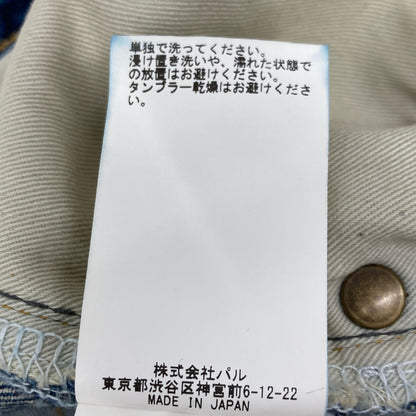 単独で洗ってください。
浸け置き洗いや、濡れた状態で
の放置はお避けください。
タンブラー乾燥はお避けくださ
い。
株式会社パル
東京都渋谷区神宮前6-12-22
MADE IN JAPAN